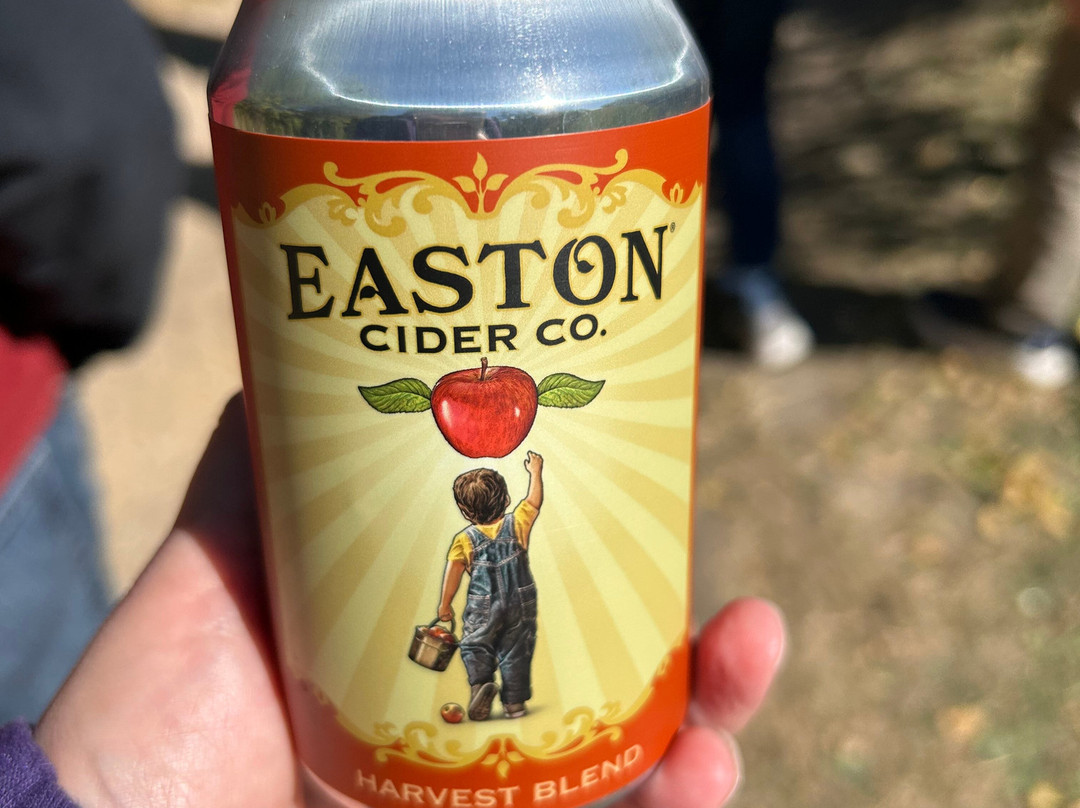 EASTON®
CIDER CO.
HARVEST BLEND